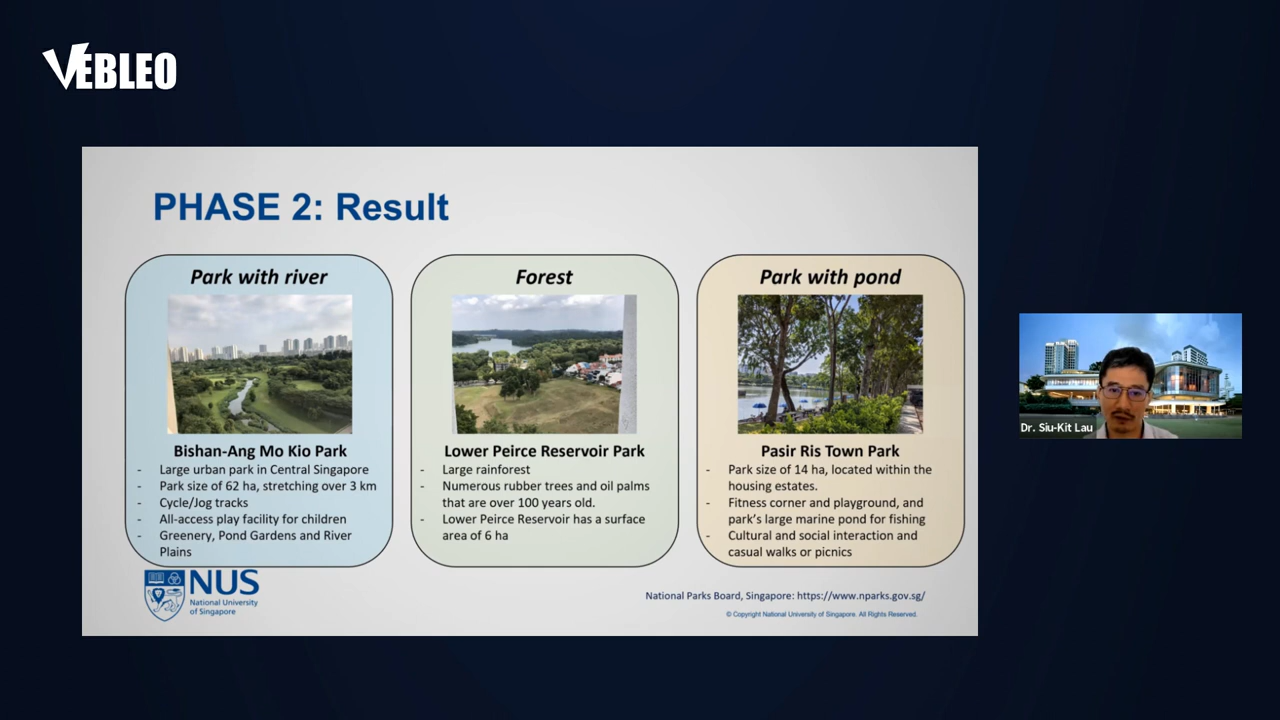 VEBLEO
PHASE 2: Result
Park with river
Bishan-Ang Mo Kio Park
- Large urban park in Central Singapore
- Park size of 62 ha, stretching over 3 km
- Cycle/Jog tracks
- All-access play facility for children
- Greenery, Pond Gardens and River
Plains
Forest
Lower Peirce Reservoir Park
- Large rainforest
- Numerous rubber trees and oil palms
that are over 100 years old.
- Lower Peirce Reservoir has a surface
area of 6 ha
Park with pond
Pasir Ris Town Park
- Park size of 14 ha, located within the
housing estates.
- Fitness corner and playground, and
park's large marine pond for fishing
- Cultural and social interaction and
casual walks or picnics
NUS
National University
of Singapore
National Parks Board, Singapore: https://www.nparks.gov.sg/
© Copyright National University of Singapore. All Rights Reserved.
Dr. Siu-Kit Lau